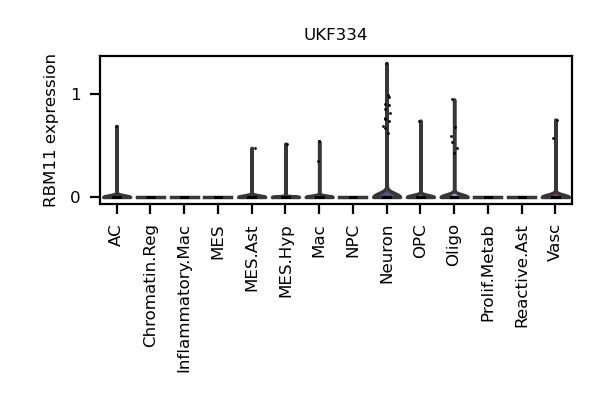 UKF334
RBM11 expression
1
0
AC
Chromatin.Reg
Inflammatory.Mac
MES
MES.Ast
MES.Hyp
Mac
NPC
Neuron
OPC
Oligo
Prolif.Metab
Reactive.Ast
Vasc